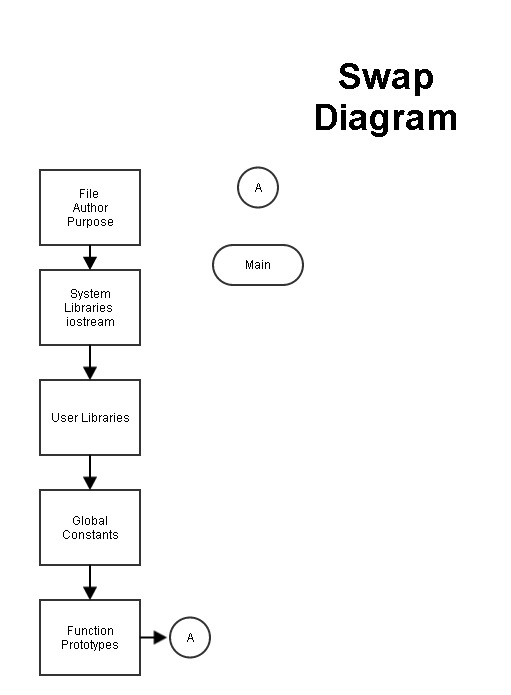 Swap
Diagram
File
Author
Purpose
System
Libraries
iostream
User Libraries
Global
Constants
Function
Prototypes
A
A
Main